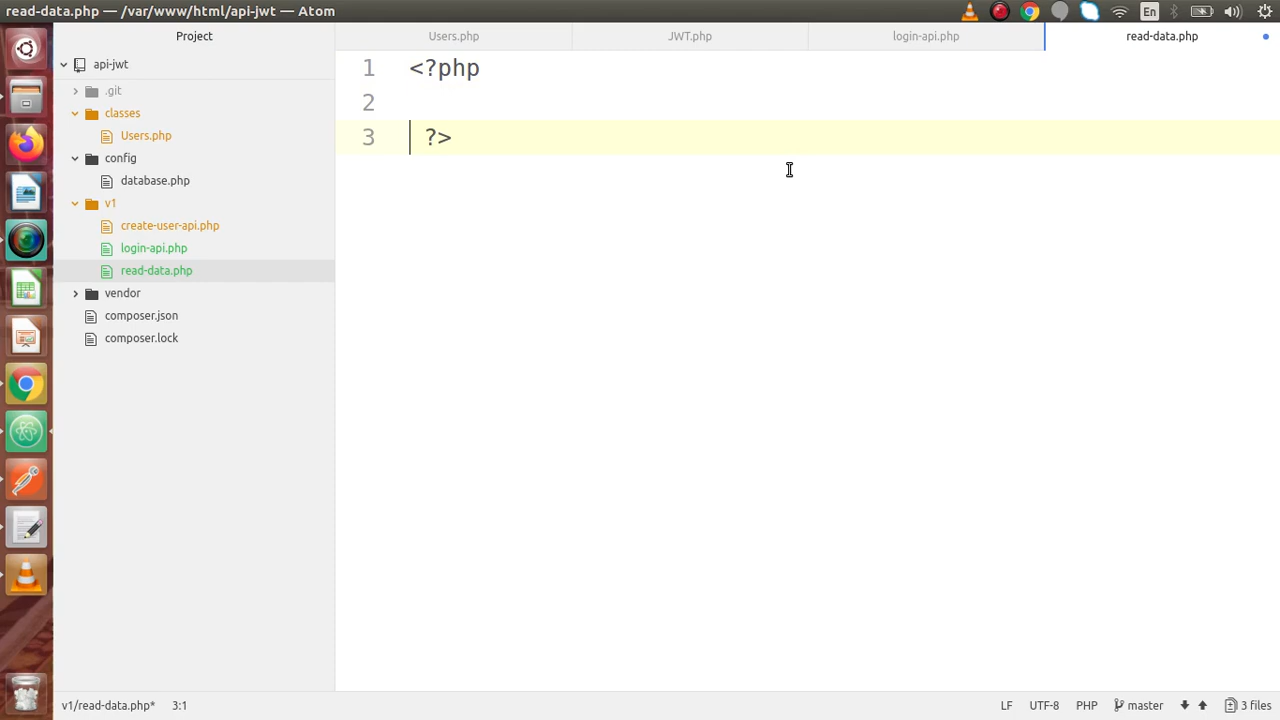 read-data.php — /var/www/html/api-jwt — Atom
En
Project
Users.php
JWT.php
login-api.php
read-data.php
api-jwt
.git
classes
Users.php
config
database.php
v1
create-user-api.php
login-api.php
read-data.php
vendor
composer.json
composer.lock
1 <?php
2
3 ?>
v1/read-data.php* 3:1
LF UTF-8 PHP master 3 files